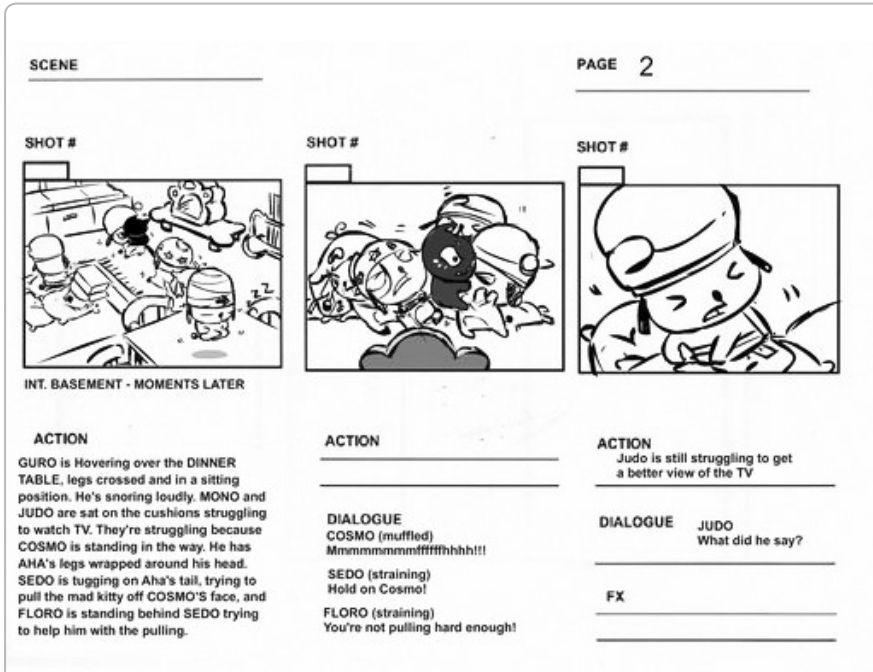 SCENE
PAGE 2
SHOT #
SHOT #
SHOT #
zZZ
!!
INT. BASEMENT - MOMENTS LATER
ACTION
GURO is Hovering over the DINNER
TABLE, legs crossed and in a sitting
position. He's snoring loudly. MONO and
JUDO are sat on the cushions struggling
to watch TV. They're struggling because
COSMO is standing in the way. He has
AHA's legs wrapped around his head.
SEDO is tugging on Aha's tail, trying to
pull the mad kitty off COSMO'S face, and
FLORO is standing behind SEDO trying
to help him with the pulling.
ACTION
DIALOGUE
COSMO (muffled)
Mmmmmmmmffffffhhhh!!!
SEDO (straining)
Hold on Cosmo!
FLORO (straining)
You're not pulling hard enough!
ACTION
Judo is still struggling to get
a better view of the TV
DIALOGUE
JUDO
What did he say?
FX